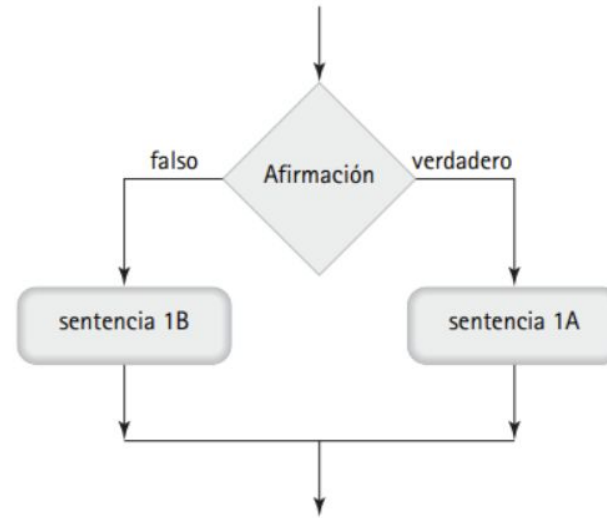 falso
Afirmación
verdadero
sentencia 1B
sentencia 1A